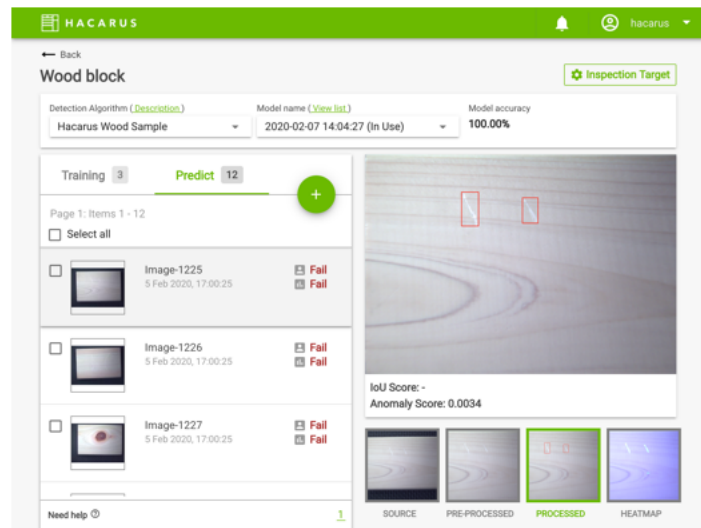 HACARUS
hacarus
Back
Wood block
Inspection Target
Detection Algorithm ( Description )
Model name ( View list )
Model accuracy
Hacarus Wood Sample
2020-02-07 14:04:27 (In Use)
100.00%
Training 3
Predict 12
+
Page 1: Items 1 - 12
Select all
Image-1225
Fail
5 Feb 2020, 17:00:25
Fail
Image-1226
Fail
5 Feb 2020, 17:00:25
Fail
Image-1227
Fail
5 Feb 2020, 17:00:25
Fail
Need help ?
1
IoU Score: -
Anomaly Score: 0.0034
SOURCE
PRE-PROCESSED
PROCESSED
HEATMAP